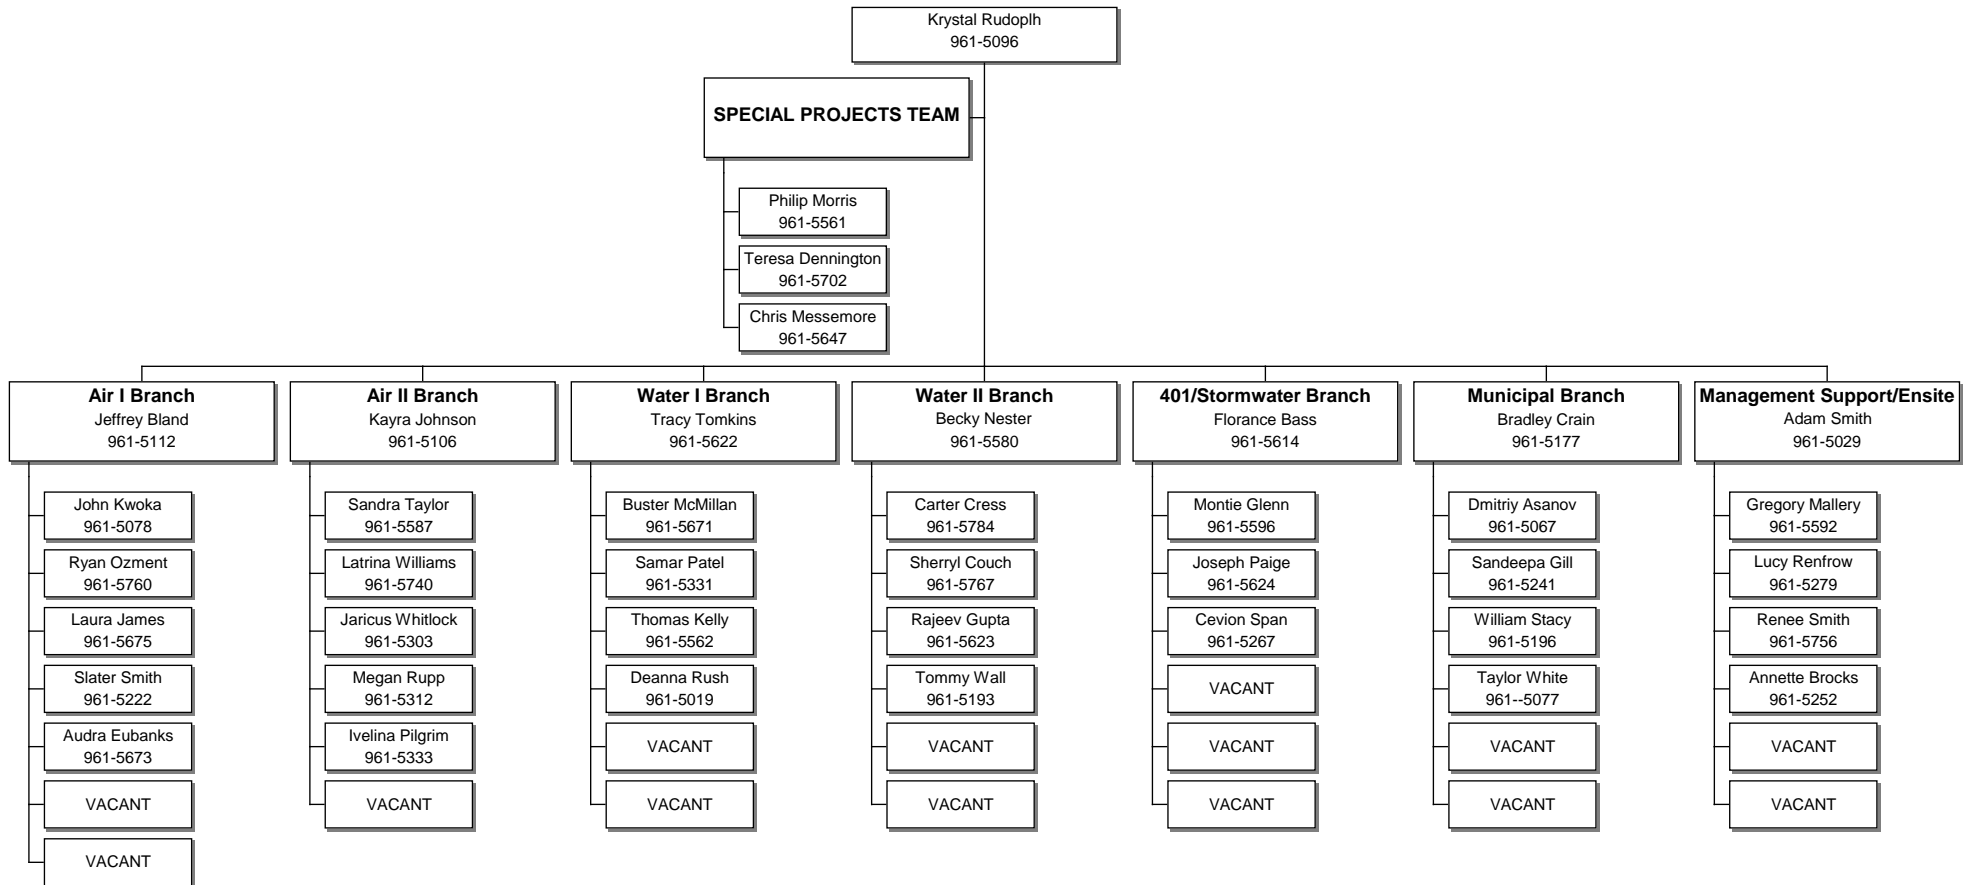 Krystal Rudoplh
961-5096
SPECIAL PROJECTS TEAM
Philip Morris
961-5561
Teresa Dennington
961-5702
Chris Messemore
961-5647
Air I Branch
Jeffrey Bland
961-5112
John Kwoka
961-5078
Ryan Ozment
961-5760
Laura James
961-5675
Slater Smith
961-5222
Audra Eubanks
961-5673
VACANT
VACANT
Air II Branch
Kayra Johnson
961-5106
Sandra Taylor
961-5587
Latrina Williams
961-5740
Jaricus Whitlock
961-5303
Megan Rupp
961-5312
Ivelina Pilgrim
961-5333
VACANT
Water I Branch
Tracy Tomkins
961-5622
Buster McMillan
961-5671
Samar Patel
961-5331
Thomas Kelly
961-5562
Deanna Rush
961-5019
VACANT
VACANT
Water II Branch
Becky Nester
961-5580
Carter Cress
961-5784
Sherryl Couch
961-5767
Rajeev Gupta
961-5623
Tommy Wall
961-5193
VACANT
VACANT
401/Stormwater Branch
Florance Bass
961-5614
Montie Glenn
961-5596
Joseph Paige
961-5624
Cevion Span
961-5267
VACANT
VACANT
VACANT
Municipal Branch
Bradley Crain
961-5177
Dmitriy Asanov
961-5067
Sandeepa Gill
961-5241
William Stacy
961-5196
Taylor White
961--5077
VACANT
VACANT
Management Support/Ensite
Adam Smith
961-5029
Gregory Mallery
961-5592
Lucy Renfrow
961-5279
Renee Smith
961-5756
Annette Brocks
961-5252
VACANT
VACANT